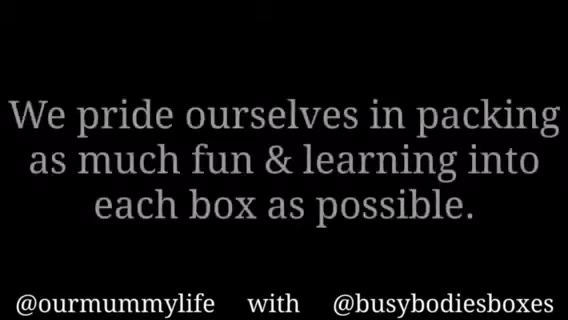 We pride ourselves in packing
as much fun & learning into
each box as possible.
@ourmummylife with @busybodiesboxes